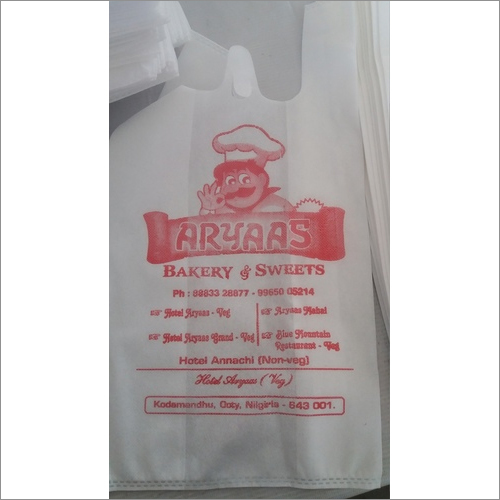 ARYAAS
BAKERY & SWEETS
Ph : 98833 28877 - 99650 05214
Hotel Aryaas - Veg
Aryaas Mahal
Hotel Aryaas Grand - Veg
Blue Mountain
Restaurant - Veg
Hotel Annachi (Non-veg)
Hotel Aryaas (Veg)
Kodamandhu, Ooty, Nilgiris - 643 001.